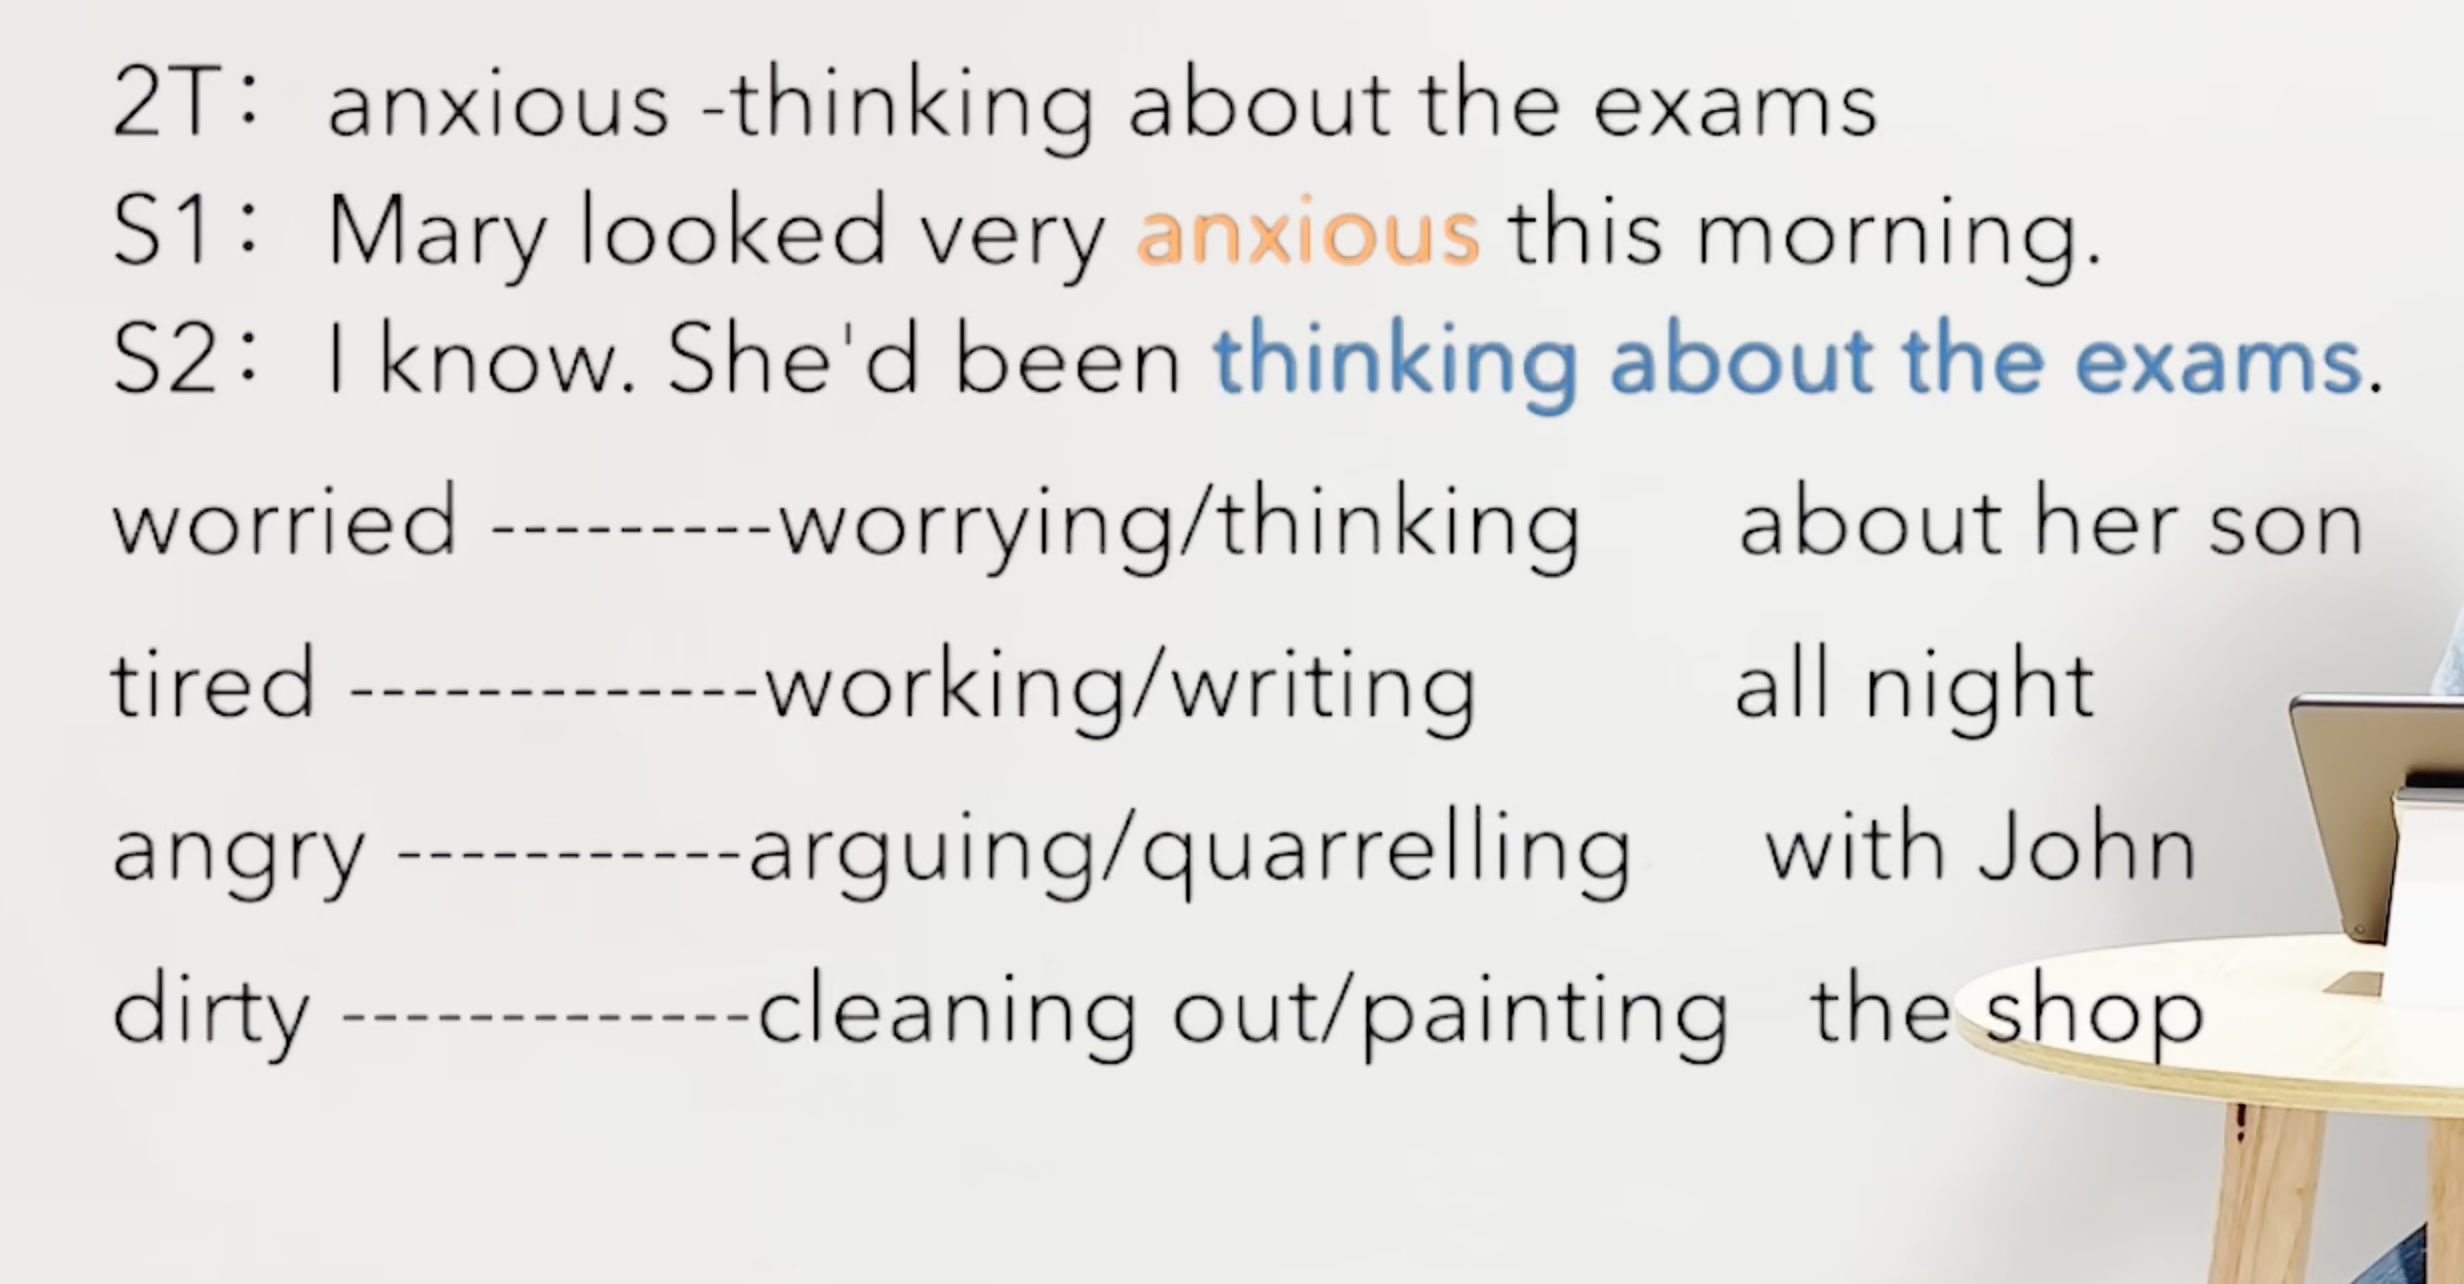 2T： anxious -thinking about the exams
S1： Mary looked very anxious this morning.
S2： I know. She'd been thinking about the exams.
worried ---------worrying/thinking about her son
tired -------------working/writing all night
angry -----------arguing/quarrelling with John
dirty -------------cleaning out/painting the shop